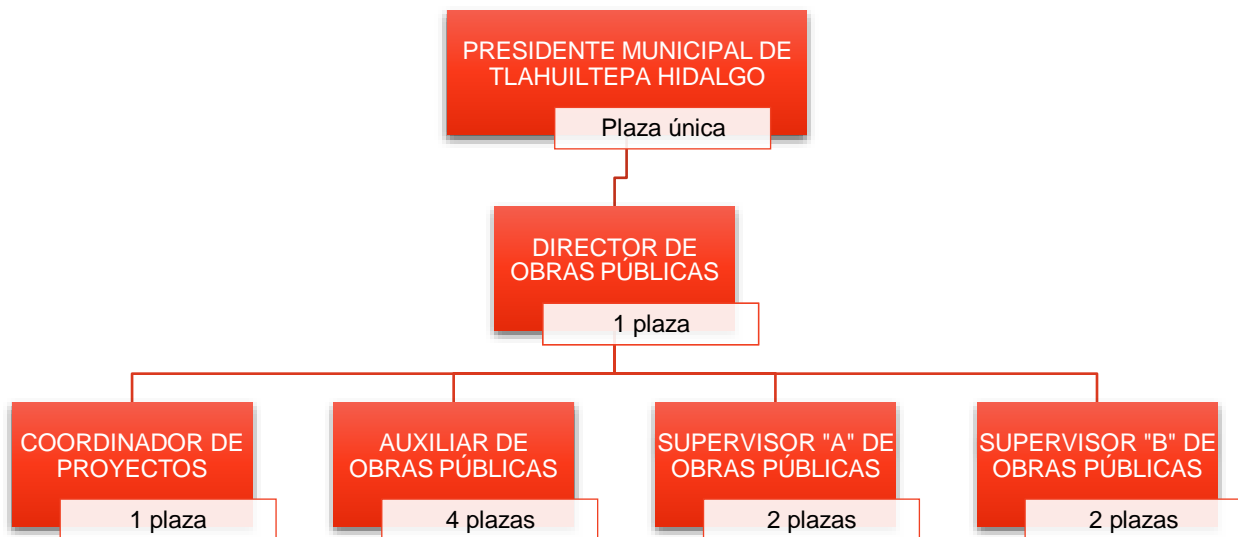 PRESIDENTE MUNICIPAL DE
TLAHUILTEPA HIDALGO
Plaza única
DIRECTOR DE
OBRAS PÚBLICAS
1 plaza
COORDINADOR DE
PROYECTOS
1 plaza
AUXILIAR DE
OBRAS PÚBLICAS
4 plazas
SUPERVISOR "A" DE
OBRAS PÚBLICAS
2 plazas
SUPERVISOR "B" DE
OBRAS PÚBLICAS
2 plazas